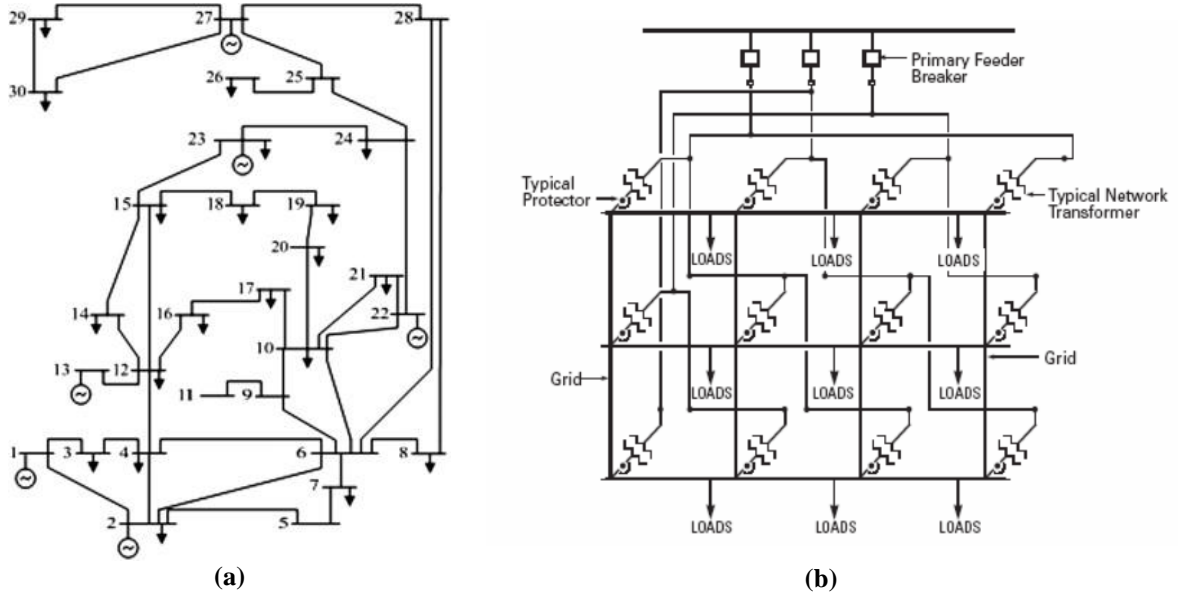 29
27
28
30
26
25
23
24
15
18
19
20
21
17
14
16
22
10
13
12
11
9
1
3
4
6
8
7
2
5
(a)
Primary Feeder
Breaker
Typical
Protector
Typical Network
Transformer
LOADS
LOADS
LOADS
Grid
Grid
LOADS
LOADS
LOADS
LOADS
LOADS
LOADS
(b)